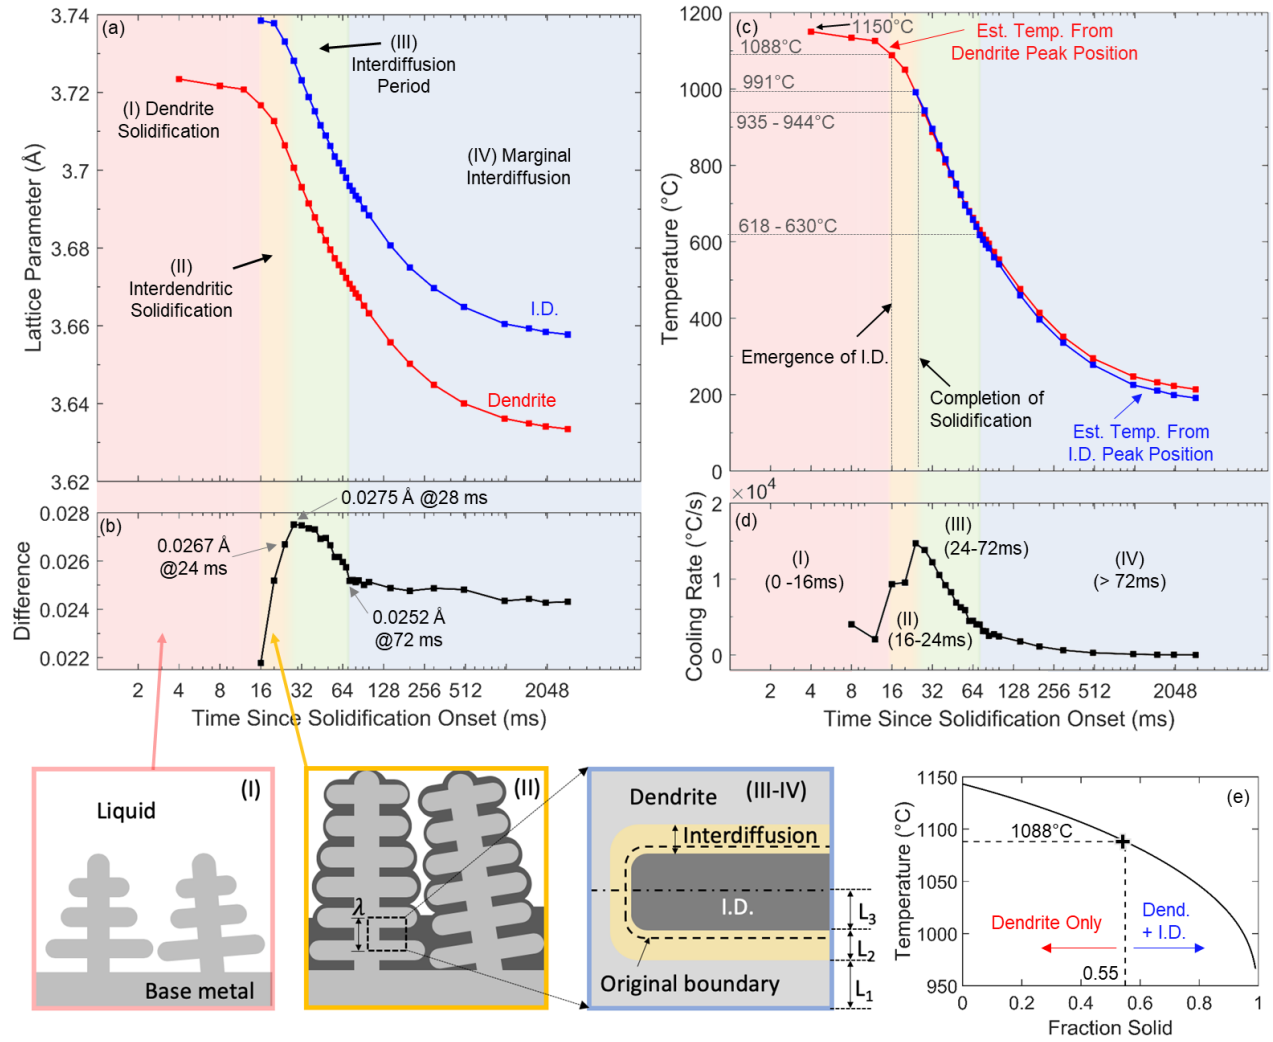 (a)
3.74
3.72
3.7
3.68
3.66
3.64
3.62
Lattice Parameter (Å)
(I) Dendrite
Solidification
(II)
Interdendritic
Solidification
(III)
Interdiffusion
Period
(IV) Marginal
Interdiffusion
I.D.
Dendrite
(b)
0.028
0.026
0.024
0.022
Difference
0.0267 Å
@24 ms
0.0275 Å @28 ms
0.0252 Å
@72 ms
2 4 8 16 32 64 128 256 512 2048
Time Since Solidification Onset (ms)
(c)
1200
1000
800
600
400
200
0
Temperature (°C)
1150°C
1088°C
991°C
935 - 944°C
618 - 630°C
Est. Temp. From
Dendrite Peak Position
Emergence of I.D.
Completion of
Solidification
Est. Temp. From
I.D. Peak Position
×10⁴
(d)
2
1
0
Cooling Rate (°C/s)
(I)
(0 -16ms)
(II)
(16-24ms)
(III)
(24-72ms)
(IV)
(> 72ms)
2 4 8 16 32 64 128 256 512 2048
Time Since Solidification Onset (ms)
(I)
Liquid
Base metal
(II)
λ
Dendrite
(III-IV)
Interdiffusion
I.D.
Original boundary
L₃
L₂
L₁
(e)
1150
1100
1050
1000
950
Temperature (°C)
1088°C
Dendrite Only
Dend.
+ I.D.
0.55
0 0.2 0.4 0.6 0.8 1
Fraction Solid